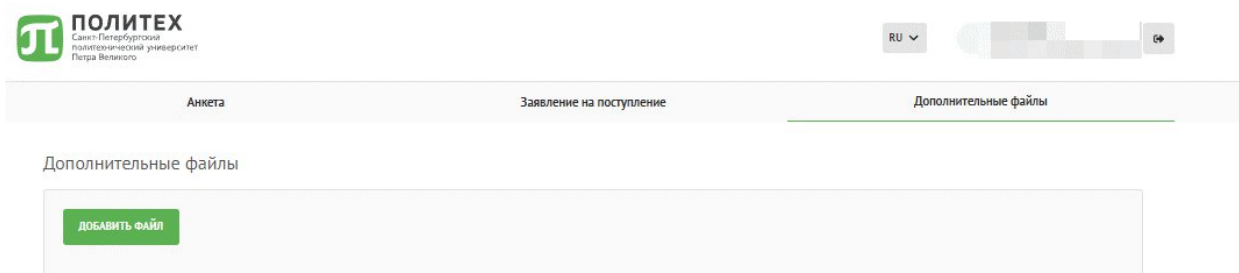 ПОЛИТЕХ
Санкт-Петербургский
политехнический университет
Петра Великого
RU
Анкета
Заявление на поступление
Дополнительные файлы
Дополнительные файлы
ДОБАВИТЬ ФАЙЛ